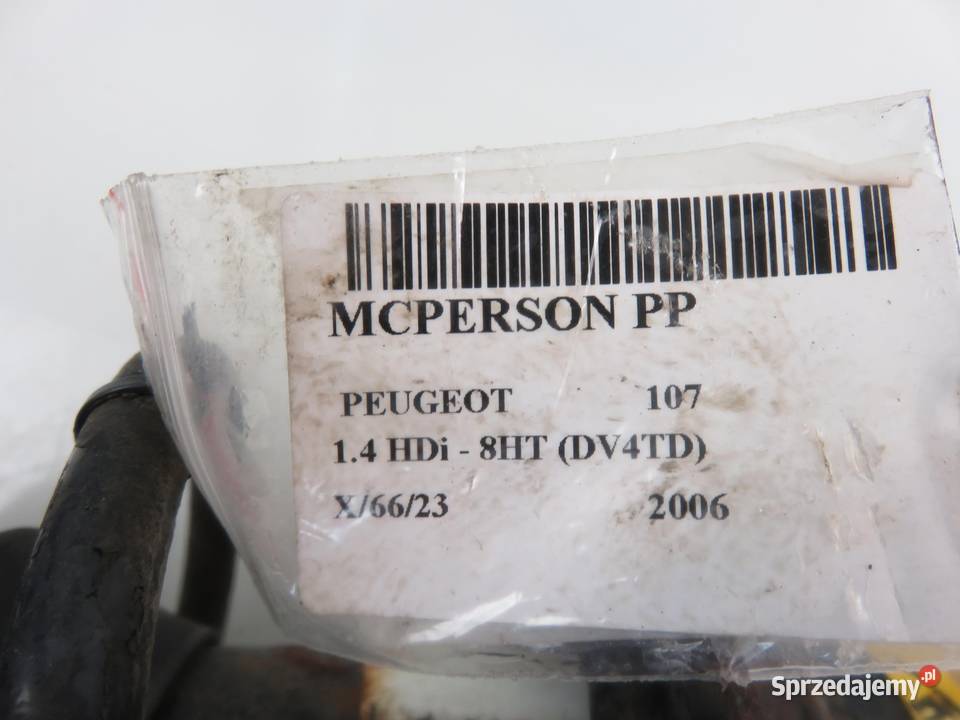 MCPERSON PP
PEUGEOT 107
1.4 HDi - 8HT (DV4TD)
X/66/23 2006
Sprzedajemy.pl